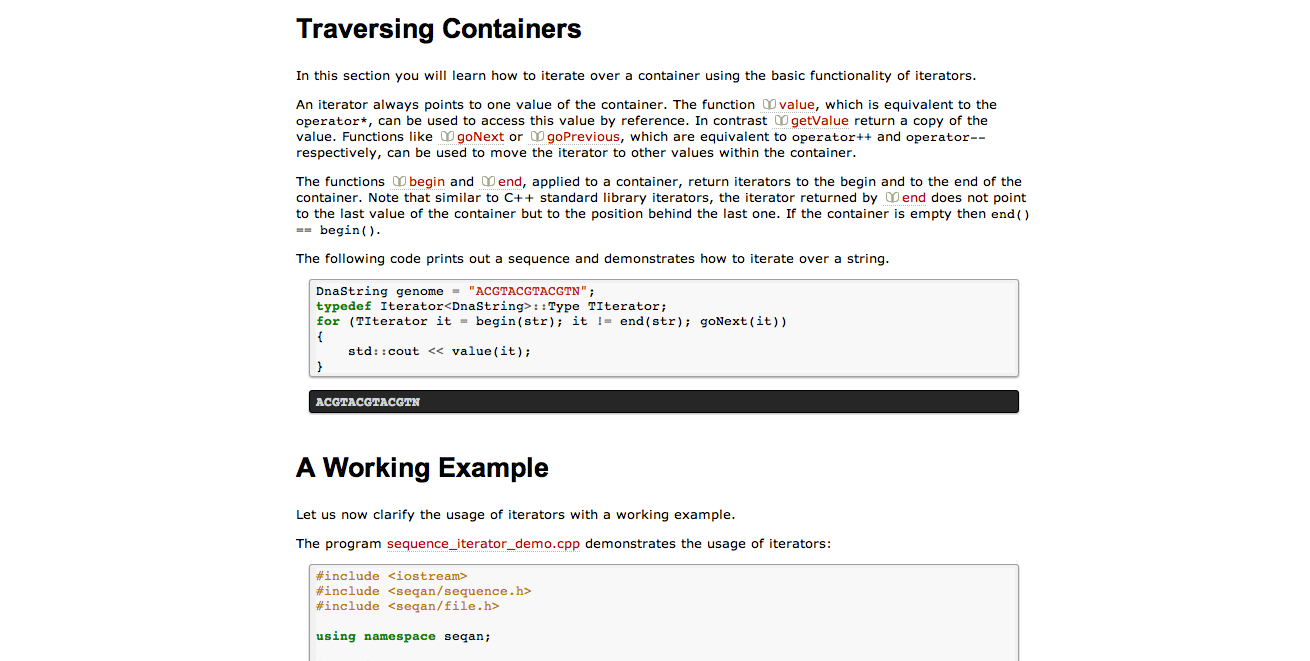 Traversing Containers
In this section you will learn how to iterate over a container using the basic functionality of iterators.
An iterator always points to one value of the container. The function value, which is equivalent to the
operator*, can be used to access this value by reference. In contrast getValue return a copy of the
value. Functions like goNext or goPrevious, which are equivalent to operator++ and operator--
respectively, can be used to move the iterator to other values within the container.
The functions begin and end, applied to a container, return iterators to the begin and to the end of the
container. Note that similar to C++ standard library iterators, the iterator returned by end does not point
to the last value of the container but to the position behind the last one. If the container is empty then end()
== begin().
The following code prints out a sequence and demonstrates how to iterate over a string.
DnaString genome = "ACGTACGTACGTN";
typedef Iterator<DnaString>::Type TIterator;
for (TIterator it = begin(str); it != end(str); goNext(it))
{
    std::cout << value(it);
}
ACGTACGTACGTN
A Working Example
Let us now clarify the usage of iterators with a working example.
The program sequence_iterator_demo.cpp demonstrates the usage of iterators:
#include <iostream>
#include <seqan/sequence.h>
#include <seqan/file.h>
using namespace seqan;